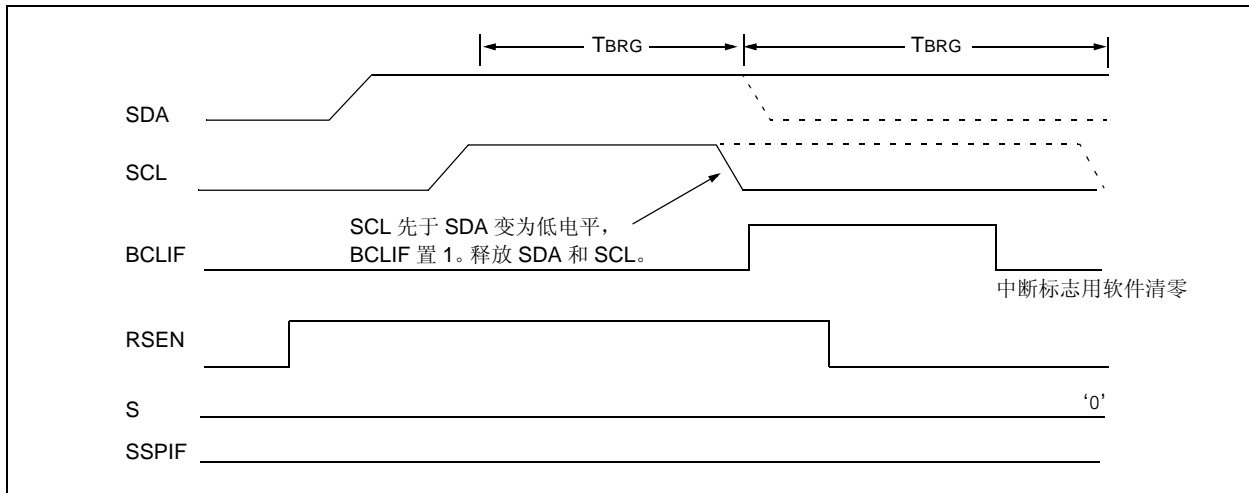 TBRG TBRG
SDA
SCL
SCL 先于 SDA 变为低电平，
BCLIF 置 1。释放 SDA 和 SCL。
BCLIF
中断标志用软件清零
RSEN
S ‘0’
SSPIF